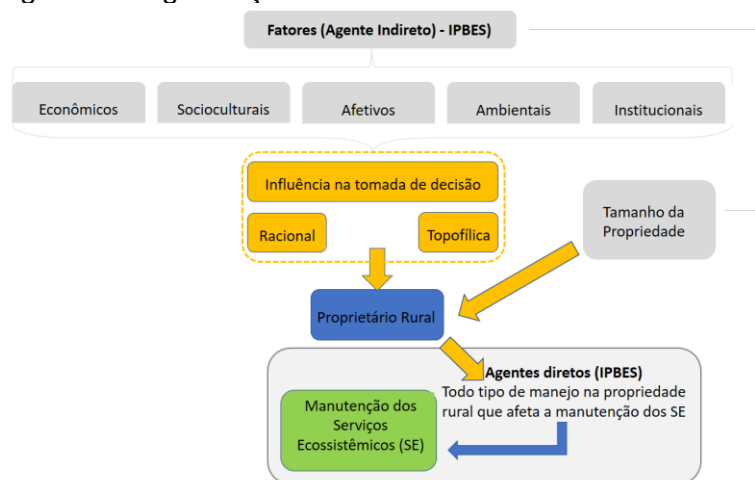 Fatores (Agente Indireto) - IPBES)
Econômicos
Socioculturais
Afetivos
Ambientais
Institucionais
Influência na tomada de decisão
Racional
Topofílica
Tamanho da
Propriedade
Proprietário Rural
Agentes diretos (IPBES)
Todo tipo de manejo na propriedade
rural que afeta a manutenção dos SE
Manutenção dos
Serviços
Ecossistêmicos (SE)